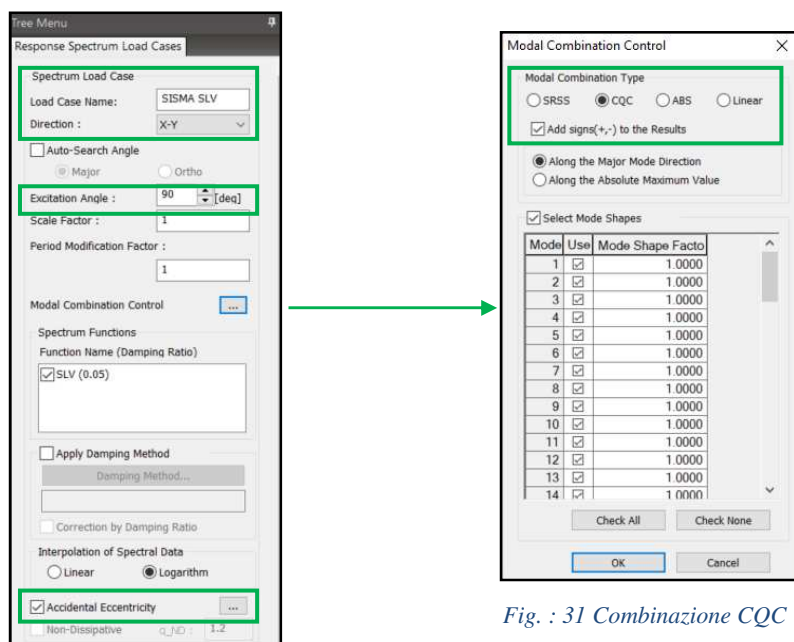 Tree Menu
Response Spectrum Load Cases
Spectrum Load Case
Load Case Name: SISMA SLV
Direction : X-Y
Auto-Search Angle
Major Ortho
Excitation Angle : 90 [deg]
Scale Factor : 1
Period Modification Factor :
1
Modal Combination Control ...
Spectrum Functions
Function Name (Damping Ratio)
SLV (0.05)
Apply Damping Method
Damping Method...
Correction by Damping Ratio
Interpolation of Spectral Data
Linear Logarithm
Accidental Eccentricity ...
Non-Dissipative q_ND : 1.2
Modal Combination Control
Modal Combination Type
SRSS CQC ABS Linear
Add signs(+,-) to the Results
Along the Major Mode Direction
Along the Absolute Maximum Value
Select Mode Shapes
Mode Use Mode Shape Facto
1 1.0000
2 1.0000
3 1.0000
4 1.0000
5 1.0000
6 1.0000
7 1.0000
8 1.0000
9 1.0000
10 1.0000
11 1.0000
12 1.0000
13 1.0000
14 1.0000
Check All Check None
OK Cancel
Fig. : 31 Combinazione CQC